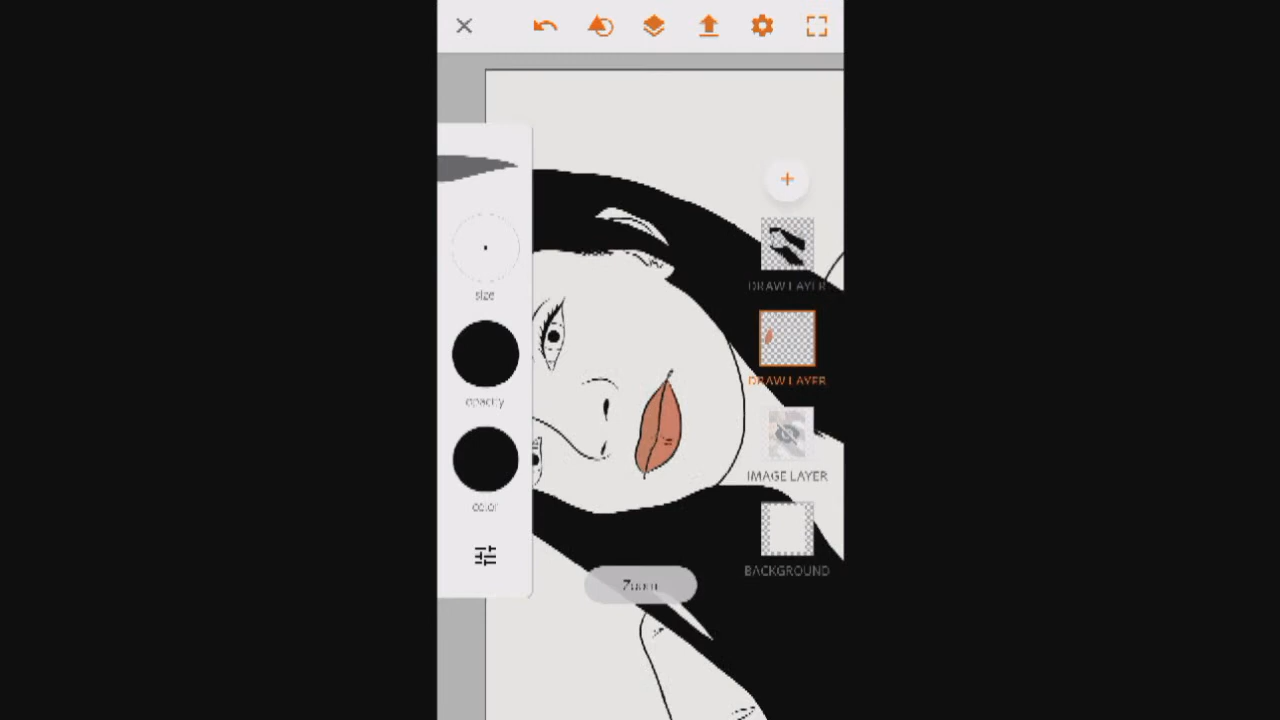 size
DRAW LAYER
DRAW LAYER
opacity
IMAGE LAYER
color
BACKGROUND
Zoom